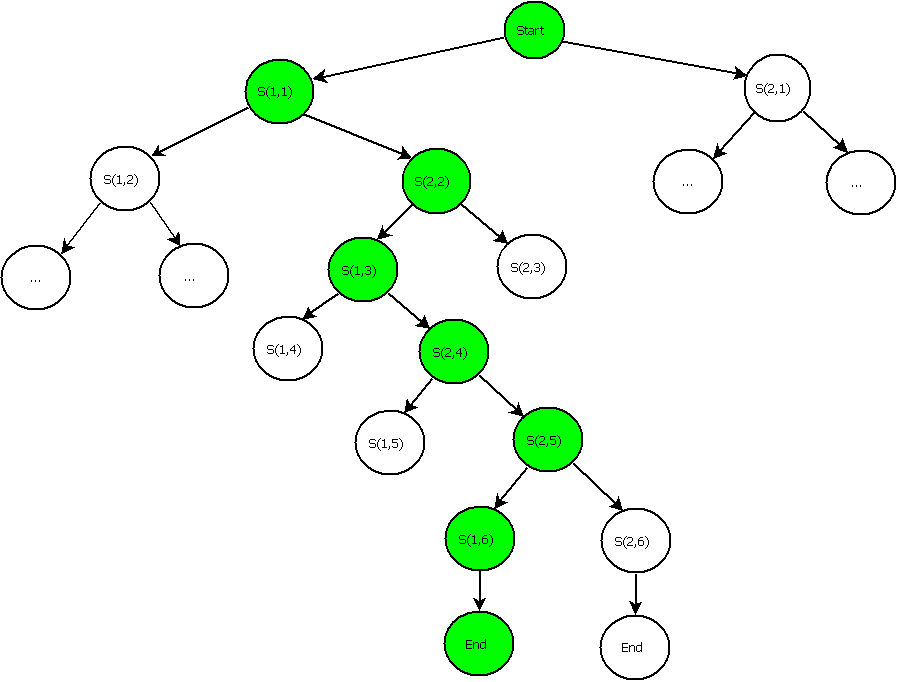 Start
S(1,1)
S(2,1)
S(1,2)
S(2,2)
...
...
...
...
S(1,3)
S(2,3)
S(1,4)
S(2,4)
S(1,5)
S(2,5)
S(1,6)
S(2,6)
End
End